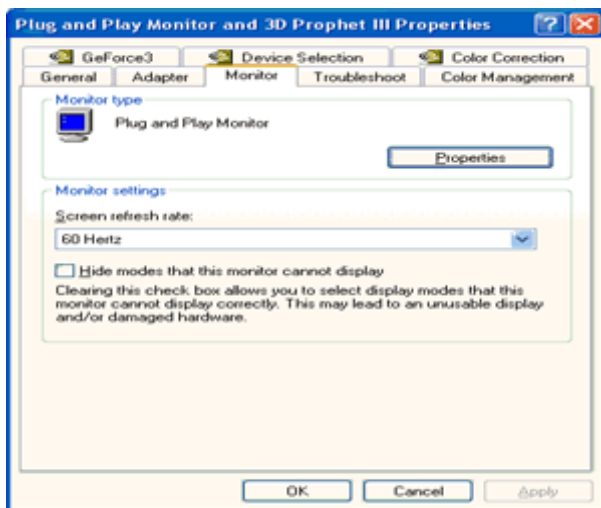 Plug and Play Monitor and 3D Prophet III Properties
GeForce3 Device Selection Color Correction
General Adapter Monitor Troubleshoot Color Management
Monitor type
Plug and Play Monitor
Properties
Monitor settings
Screen refresh rate:
60 Hertz
Hide modes that this monitor cannot display
Clearing this check box allows you to select display modes that this
monitor cannot display correctly. This may lead to an unusable display
and/or damaged hardware.
OK Cancel Apply